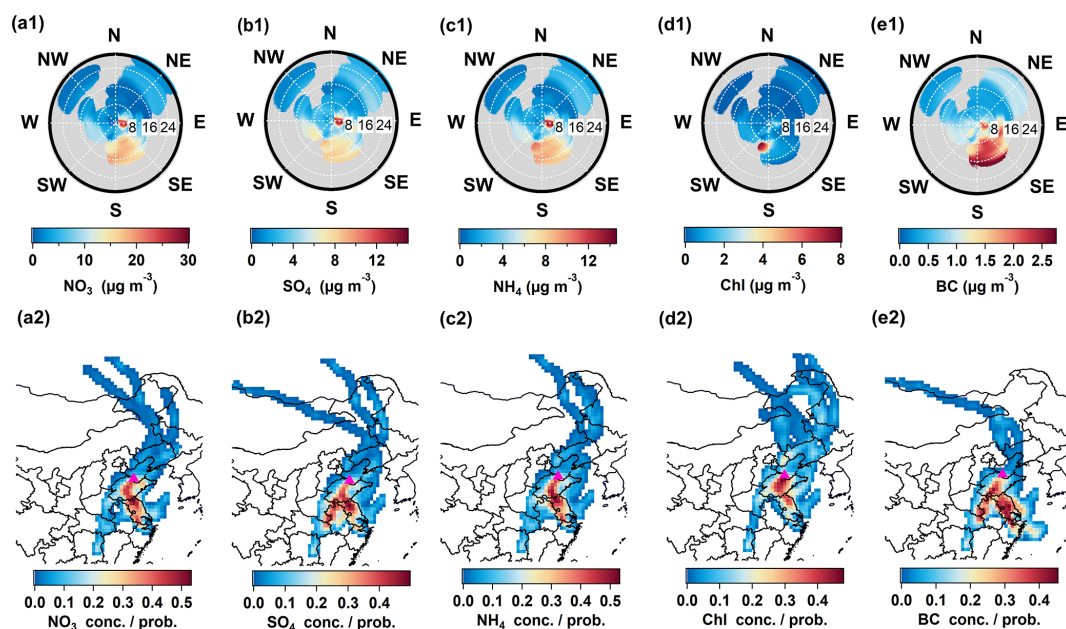 (a1) (b1) (c1) (d1) (e1)
N N N N N
NW NE NW NE NW NE NW NE NW NE
W 8 16 24 E W 8 16 24 E W 8 16 24 E W 8 16 24 E W 8 16 24 E
SW SE SW SE SW SE SW SE SW SE
S S S S S
0 10 20 30 0 4 8 12 0 4 8 12 0 2 4 6 8 0.0 0.5 1.0 1.5 2.0 2.5
NO₃ (µg m⁻³) SO₄ (µg m⁻³) NH₄ (µg m⁻³) Chl (µg m⁻³) BC (µg m⁻³)
(a2) (b2) (c2) (d2) (e2)
0.0 0.1 0.2 0.3 0.4 0.5 0.0 0.1 0.2 0.3 0.4 0.0 0.1 0.2 0.3 0.4 0.5 0.0 0.1 0.2 0.3 0.4 0.0 0.1 0.2 0.3 0.4
NO₃ conc. / prob. SO₄ conc. / prob. NH₄ conc. / prob. Chl conc. / prob. BC conc. / prob.